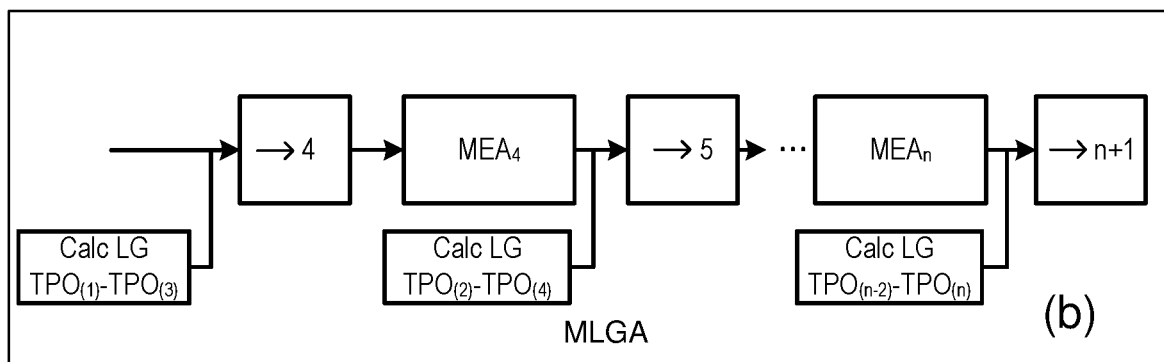 → 4
MEA₄
→ 5
...
MEAₙ
→ n+1
Calc LG
TPO₍₁₎-TPO₍₃₎
Calc LG
TPO₍₂₎-TPO₍₄₎
Calc LG
TPO₍ₙ₋₂₎-TPO₍ₙ₎
MLGA
(b)